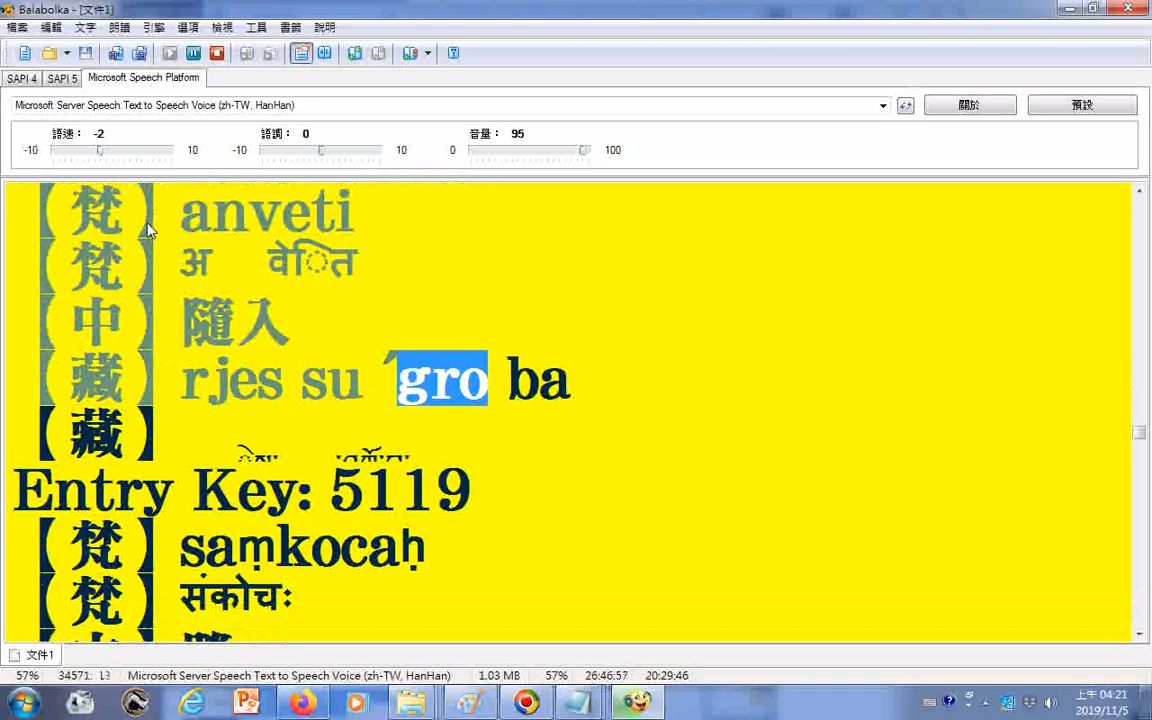 Balabolka - [文件1]
檔案 編輯 文字 朗讀 引擎 選項 檢視 工具 書籤 說明
SAPI 4 SAPI 5 Microsoft Speech Platform
Microsoft Server Speech Text to Speech Voice (zh-TW, HanHan) 關於 預設
語速： -2 語調： 0 音量： 95
-10 10 -10 10 0 100
【梵】 anveti
【梵】
【中】 隨入
【藏】 rjes su ´gro ba
【藏】
Entry Key: 5119
【梵】 saṃkocaḥ
【梵】 संकोचः
文件1
57% 34571: 13 Microsoft Server Speech Text to Speech Voice (zh-TW, HanHan) 1.03 MB 57% 26:46:57 20:29:46
上午 04:21
2019/11/5